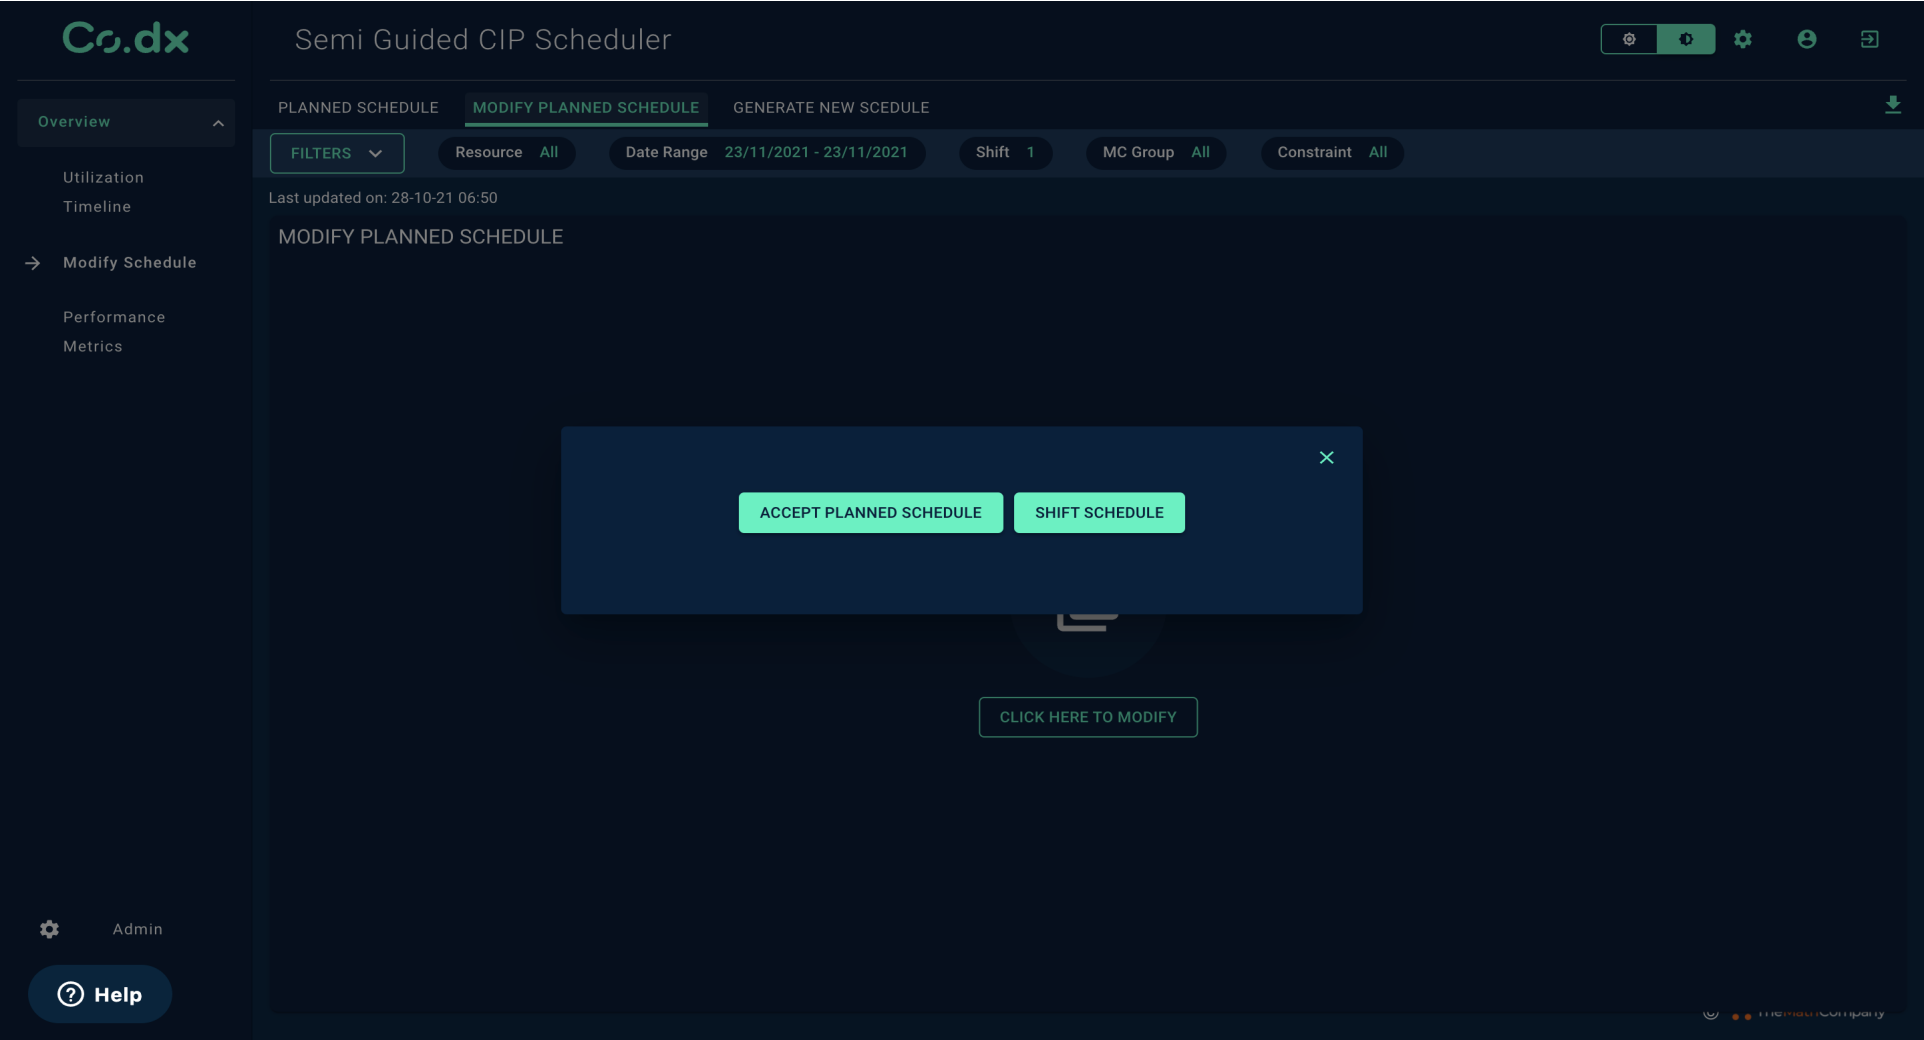 Co.dx
Semi Guided CIP Scheduler
PLANNED SCHEDULE MODIFY PLANNED SCHEDULE GENERATE NEW SCEDULE
Overview
FILTERS Resource All Date Range 23/11/2021 - 23/11/2021 Shift 1 MC Group All Constraint All
Utilization
Timeline
Last updated on: 28-10-21 06:50
MODIFY PLANNED SCHEDULE
Modify Schedule
Performance
Metrics
ACCEPT PLANNED SCHEDULE SHIFT SCHEDULE
CLICK HERE TO MODIFY
Admin
Help
© TheMathCompany